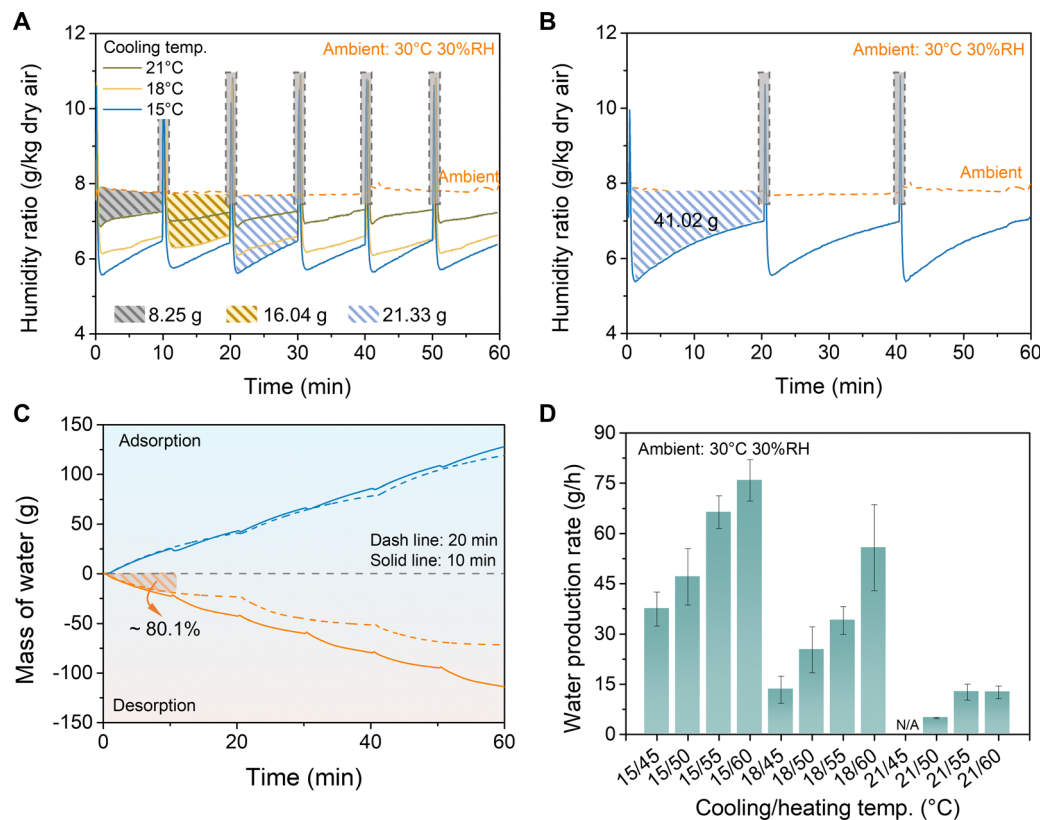 A
Humidity ratio (g/kg dry air)
12
10
8
6
4
Cooling temp.
21°C
18°C
15°C
Ambient: 30°C 30%RH
Ambient
8.25 g
16.04 g
21.33 g
0
10
20
30
40
50
60
Time (min)
B
Humidity ratio (g/kg dry air)
12
10
8
6
4
Ambient: 30°C 30%RH
Ambient
41.02 g
0
10
20
30
40
50
60
Time (min)
C
Mass of water (g)
150
100
50
0
-50
-100
-150
Adsorption
Dash line: 20 min
Solid line: 10 min
~ 80.1%
Desorption
0
20
40
60
Time (min)
D
Water production rate (g/h)
90
75
60
45
30
15
0
Ambient: 30°C 30%RH
N/A
15/45
15/50
15/55
15/60
18/45
18/50
18/55
18/60
21/45
21/50
21/55
21/60
Cooling/heating temp. (°C)